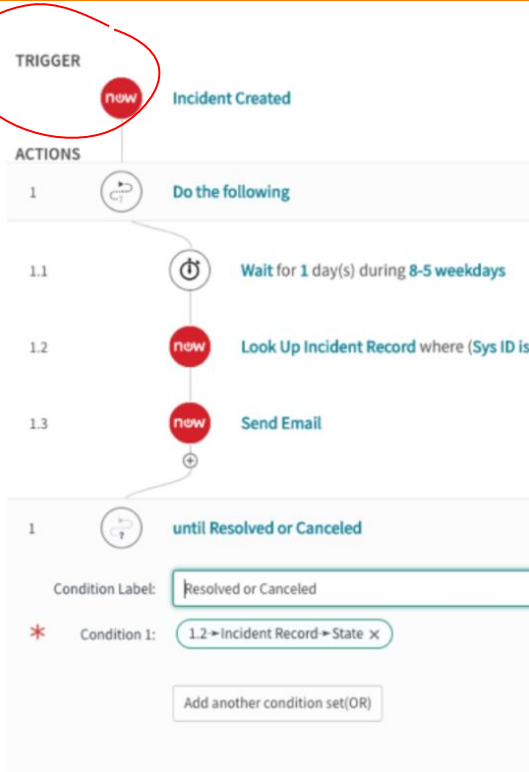 TRIGGER
now
Incident Created
ACTIONS
1 Do the following
1.1 Wait for 1 day(s) during 8-5 weekdays
1.2 now Look Up Incident Record where (Sys ID is
1.3 now Send Email
1 ? until Resolved or Canceled
Condition Label: Resolved or Canceled
* Condition 1: 1.2➛Incident Record➛State ×
Add another condition set(OR)